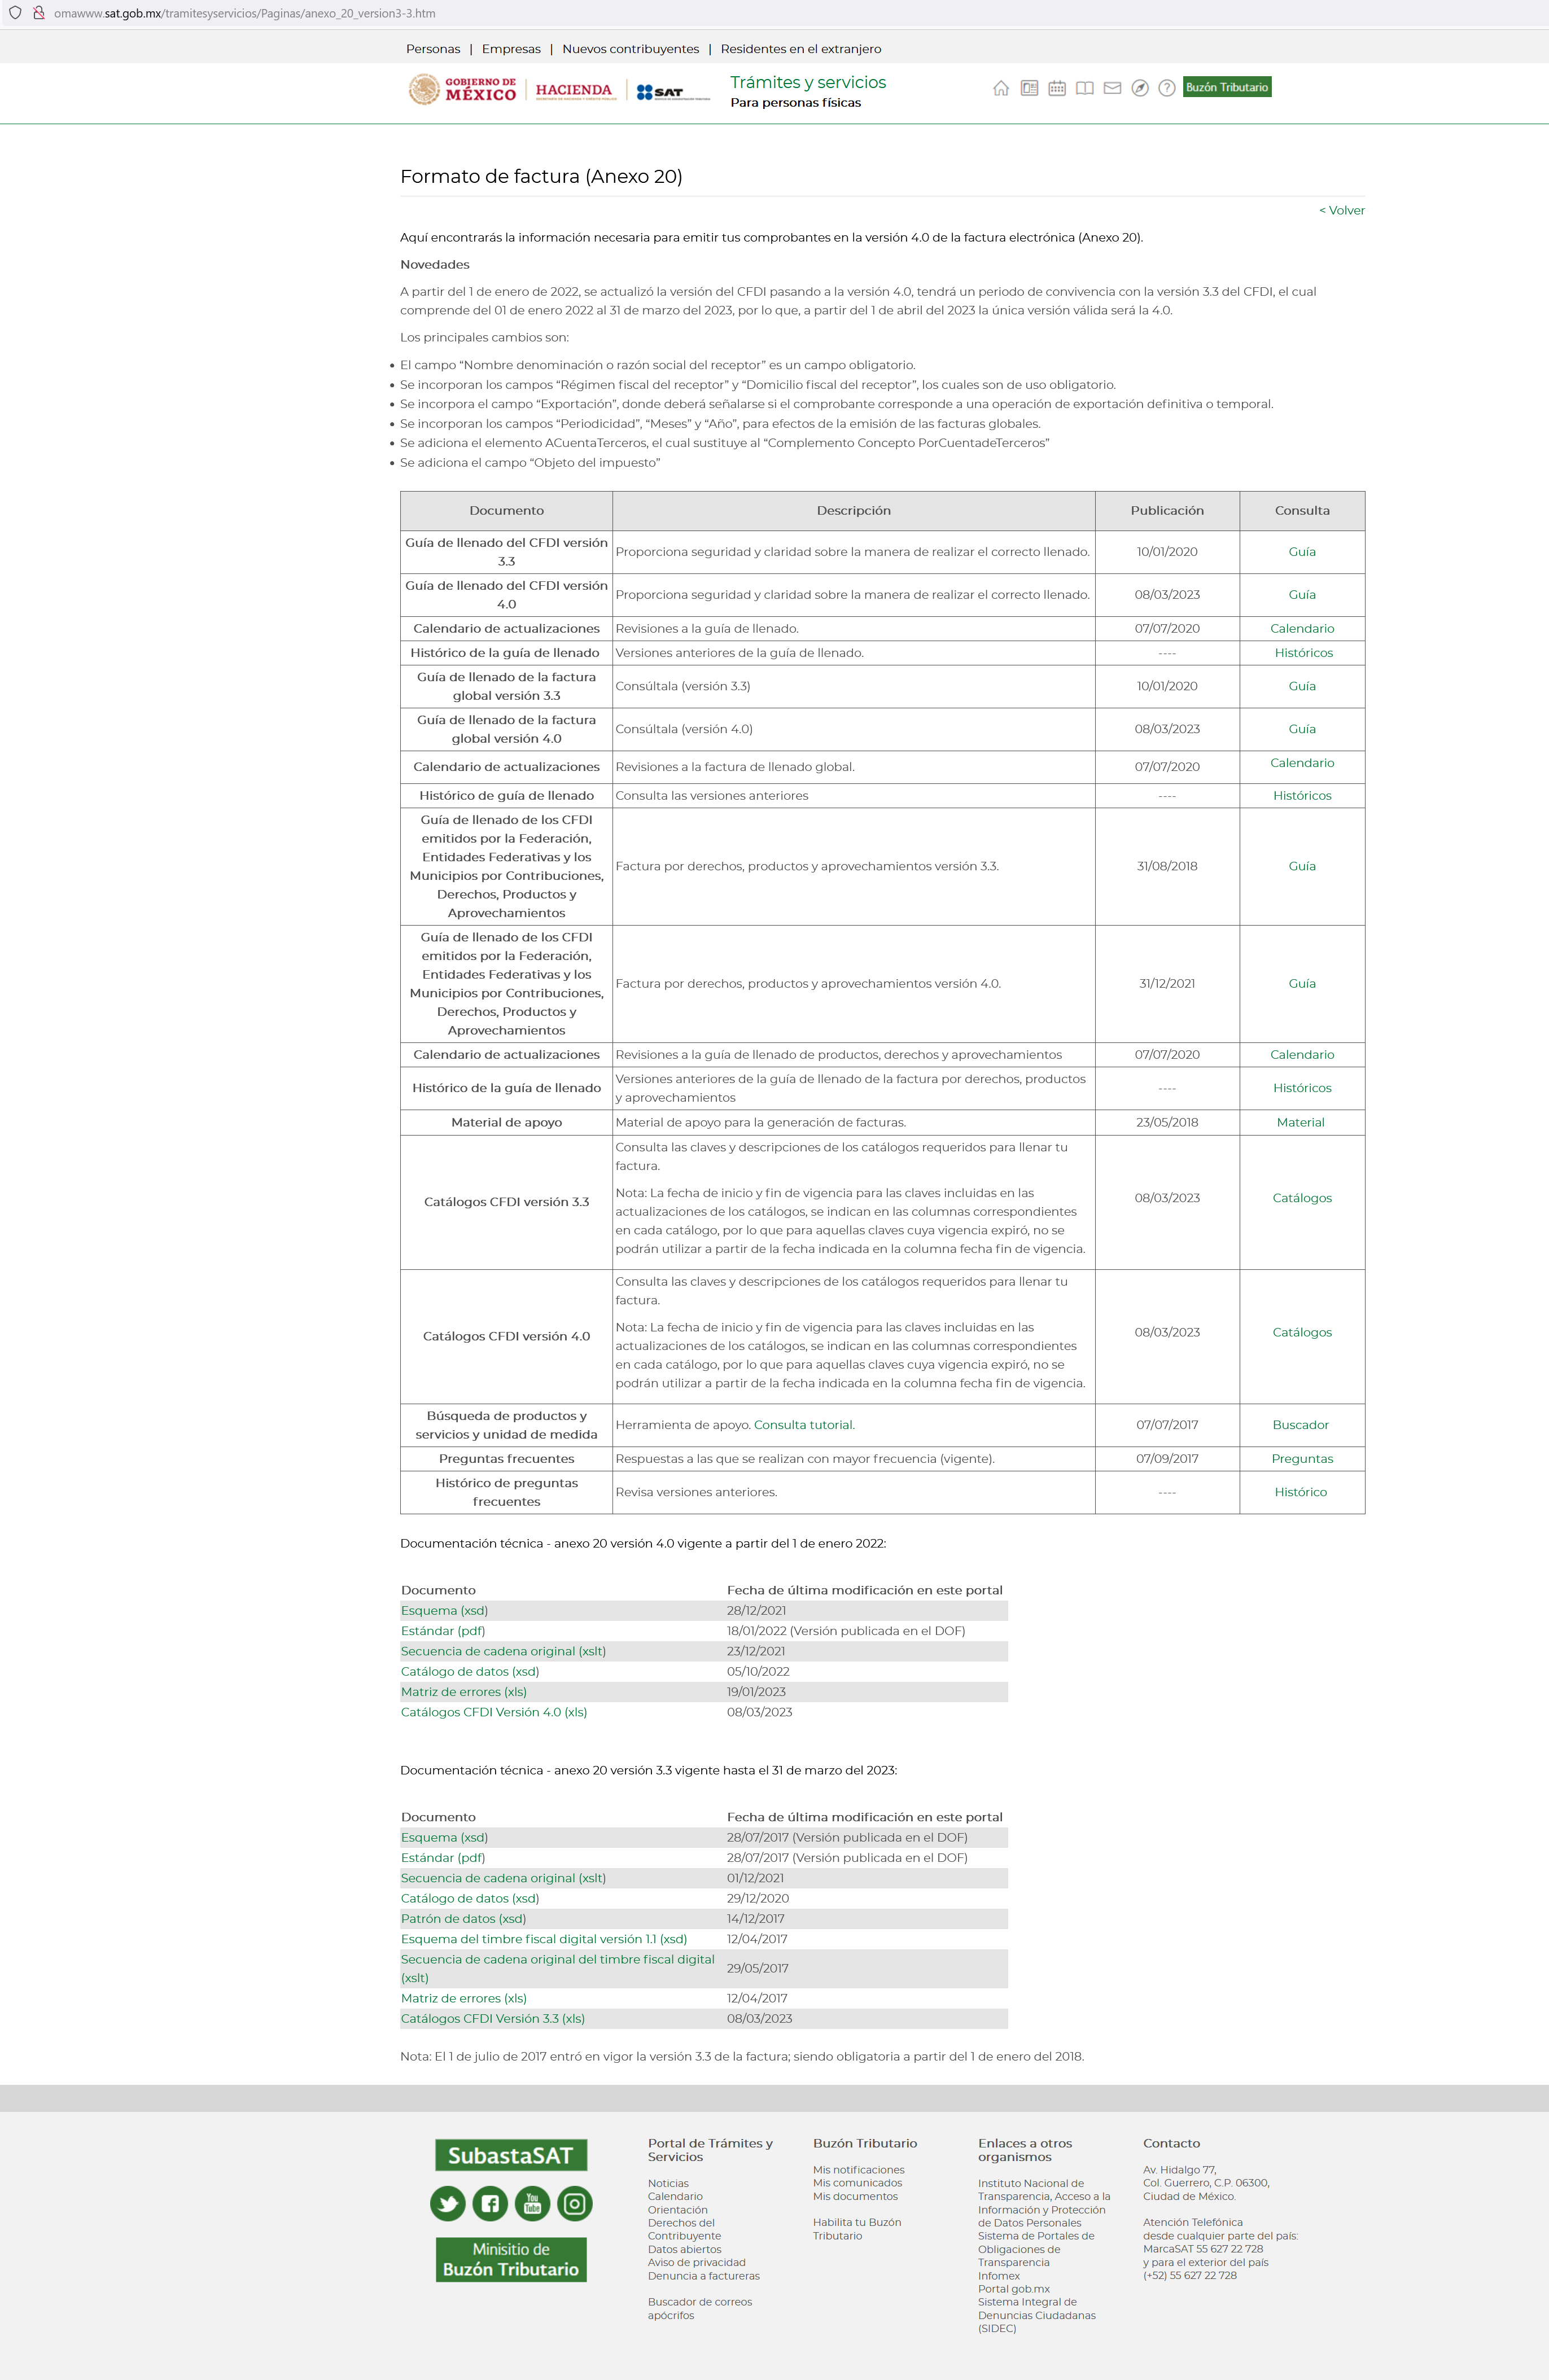 omawww.sat.gob.mx/tramitesyservicios/Paginas/anexo_20_version3-3.htm
Personas | Empresas | Nuevos contribuyentes | Residentes en el extranjero
GOBIERNO DE
MÉXICO
HACIENDA
SAT
Trámites y servicios
Para personas físicas
Buzón Tributario
Formato de factura (Anexo 20)
< Volver
Aquí encontrarás la información necesaria para emitir tus comprobantes en la versión 4.0 de la factura electrónica (Anexo 20).
Novedades
A partir del 1 de enero de 2022, se actualizó la versión del CFDI pasando a la versión 4.0, tendrá un periodo de convivencia con la versión 3.3 del CFDI, el cual
comprende del 01 de enero 2022 al 31 de marzo del 2023, por lo que, a partir del 1 de abril del 2023 la única versión válida será la 4.0.
Los principales cambios son:
• El campo “Nombre denominación o razón social del receptor” es un campo obligatorio.
• Se incorporan los campos “Régimen fiscal del receptor” y “Domicilio fiscal del receptor”, los cuales son de uso obligatorio.
• Se incorpora el campo “Exportación”, donde deberá señalarse si el comprobante corresponde a una operación de exportación definitiva o temporal.
• Se incorporan los campos “Periodicidad”, “Meses” y “Año”, para efectos de la emisión de las facturas globales.
• Se adiciona el elemento ACuentaTerceros, el cual sustituye al “Complemento Concepto PorCuentadeTerceros”
• Se adiciona el campo “Objeto del impuesto”
Documento Descripción Publicación Consulta
Guía de llenado del CFDI versión
3.3
Proporciona seguridad y claridad sobre la manera de realizar el correcto llenado. 10/01/2020 Guía
Guía de llenado del CFDI versión
4.0
Proporciona seguridad y claridad sobre la manera de realizar el correcto llenado. 08/03/2023 Guía
Calendario de actualizaciones Revisiones a la guía de llenado. 07/07/2020 Calendario
Histórico de la guía de llenado Versiones anteriores de la guía de llenado. ---- Históricos
Guía de llenado de la factura
global versión 3.3
Consúltala (versión 3.3) 10/01/2020 Guía
Guía de llenado de la factura
global versión 4.0
Consúltala (versión 4.0) 08/03/2023 Guía
Calendario de actualizaciones Revisiones a la factura de llenado global. 07/07/2020 Calendario
Histórico de guía de llenado Consulta las versiones anteriores ---- Históricos
Guía de llenado de los CFDI
emitidos por la Federación,
Entidades Federativas y los
Municipios por Contribuciones,
Derechos, Productos y
Aprovechamientos
Factura por derechos, productos y aprovechamientos versión 3.3. 31/08/2018 Guía
Guía de llenado de los CFDI
emitidos por la Federación,
Entidades Federativas y los
Municipios por Contribuciones,
Derechos, Productos y
Aprovechamientos
Factura por derechos, productos y aprovechamientos versión 4.0. 31/12/2021 Guía
Calendario de actualizaciones Revisiones a la guía de llenado de productos, derechos y aprovechamientos 07/07/2020 Calendario
Histórico de la guía de llenado
Versiones anteriores de la guía de llenado de la factura por derechos, productos
y aprovechamientos
---- Históricos
Material de apoyo Material de apoyo para la generación de facturas. 23/05/2018 Material
Catálogos CFDI versión 3.3
Consulta las claves y descripciones de los catálogos requeridos para llenar tu
factura.
Nota: La fecha de inicio y fin de vigencia para las claves incluidas en las
actualizaciones de los catálogos, se indican en las columnas correspondientes
en cada catálogo, por lo que para aquellas claves cuya vigencia expiró, no se
podrán utilizar a partir de la fecha indicada en la columna fecha fin de vigencia.
08/03/2023 Catálogos
Catálogos CFDI versión 4.0
Consulta las claves y descripciones de los catálogos requeridos para llenar tu
factura.
Nota: La fecha de inicio y fin de vigencia para las claves incluidas en las
actualizaciones de los catálogos, se indican en las columnas correspondientes
en cada catálogo, por lo que para aquellas claves cuya vigencia expiró, no se
podrán utilizar a partir de la fecha indicada en la columna fecha fin de vigencia.
08/03/2023 Catálogos
Búsqueda de productos y
servicios y unidad de medida
Herramienta de apoyo. Consulta tutorial. 07/07/2017 Buscador
Preguntas frecuentes Respuestas a las que se realizan con mayor frecuencia (vigente). 07/09/2017 Preguntas
Histórico de preguntas
frecuentes
Revisa versiones anteriores. ---- Histórico
Documentación técnica - anexo 20 versión 4.0 vigente a partir del 1 de enero 2022:
Documento Fecha de última modificación en este portal
Esquema (xsd) 28/12/2021
Estándar (pdf) 18/01/2022 (Versión publicada en el DOF)
Secuencia de cadena original (xslt) 23/12/2021
Catálogo de datos (xsd) 05/10/2022
Matriz de errores (xls) 19/01/2023
Catálogos CFDI Versión 4.0 (xls) 08/03/2023
Documentación técnica - anexo 20 versión 3.3 vigente hasta el 31 de marzo del 2023:
Documento Fecha de última modificación en este portal
Esquema (xsd) 28/07/2017 (Versión publicada en el DOF)
Estándar (pdf) 28/07/2017 (Versión publicada en el DOF)
Secuencia de cadena original (xslt) 01/12/2021
Catálogo de datos (xsd) 29/12/2020
Patrón de datos (xsd) 14/12/2017
Esquema del timbre fiscal digital versión 1.1 (xsd) 12/04/2017
Secuencia de cadena original del timbre fiscal digital
(xslt)
29/05/2017
Matriz de errores (xls) 12/04/2017
Catálogos CFDI Versión 3.3 (xls) 08/03/2023
Nota: El 1 de julio de 2017 entró en vigor la versión 3.3 de la factura; siendo obligatoria a partir del 1 de enero del 2018.
SubastaSAT
You
Tube
Minisitio de
Buzón Tributario
Portal de Trámites y
Servicios
Noticias
Calendario
Orientación
Derechos del
Contribuyente
Datos abiertos
Aviso de privacidad
Denuncia a factureras
Buscador de correos
apócrifos
Buzón Tributario
Mis notificaciones
Mis comunicados
Mis documentos
Habilita tu Buzón
Tributario
Enlaces a otros
organismos
Instituto Nacional de
Transparencia, Acceso a la
Información y Protección
de Datos Personales
Sistema de Portales de
Obligaciones de
Transparencia
Infomex
Portal gob.mx
Sistema Integral de
Denuncias Ciudadanas
(SIDEC)
Contacto
Av. Hidalgo 77,
Col. Guerrero, C.P. 06300,
Ciudad de México.
Atención Telefónica
desde cualquier parte del país:
MarcaSAT 55 627 22 728
y para el exterior del país
(+52) 55 627 22 728